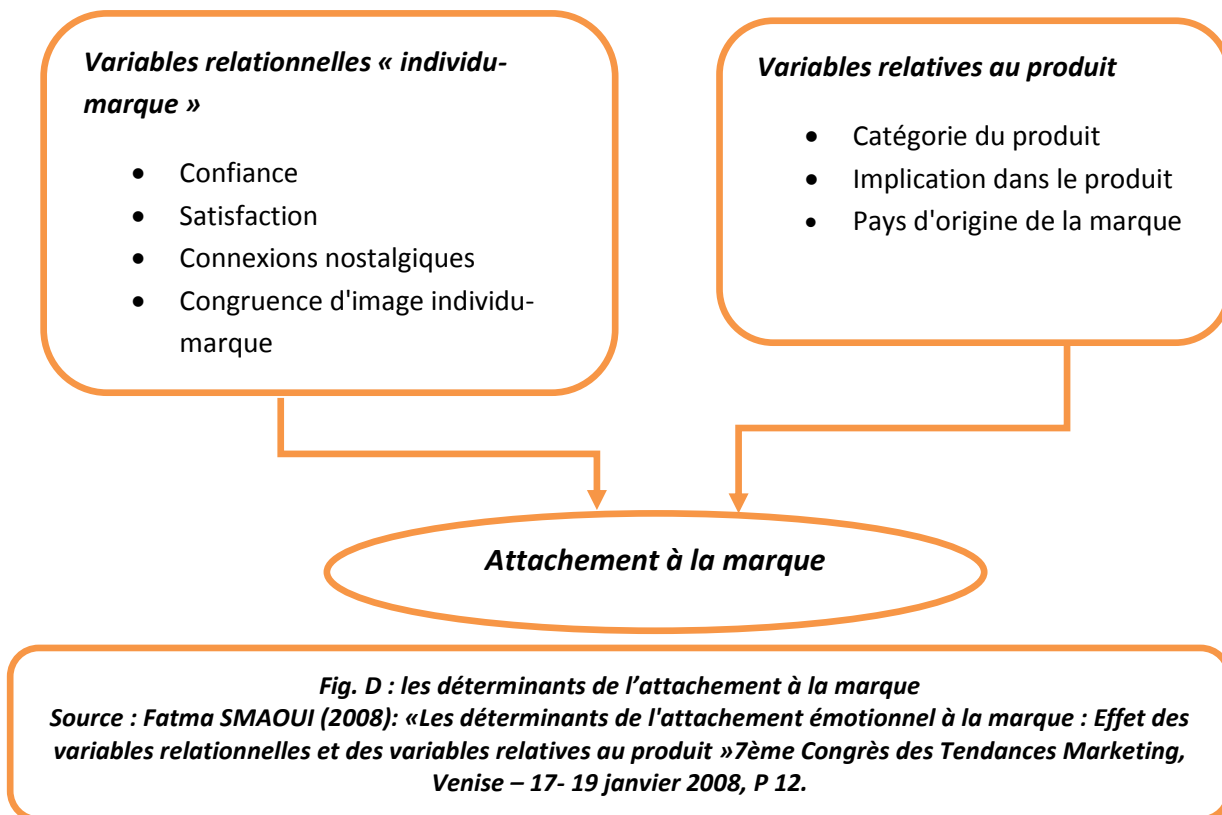 Variables relationnelles « individu-
marque »
• Confiance
• Satisfaction
• Connexions nostalgiques
• Congruence d'image individu-
marque
Variables relatives au produit
• Catégorie du produit
• Implication dans le produit
• Pays d'origine de la marque
Attachement à la marque
Fig. D : les déterminants de l’attachement à la marque
Source : Fatma SMAOUI (2008): «Les déterminants de l'attachement émotionnel à la marque : Effet des
variables relationnelles et des variables relatives au produit »7ème Congrès des Tendances Marketing,
Venise – 17- 19 janvier 2008, P 12.